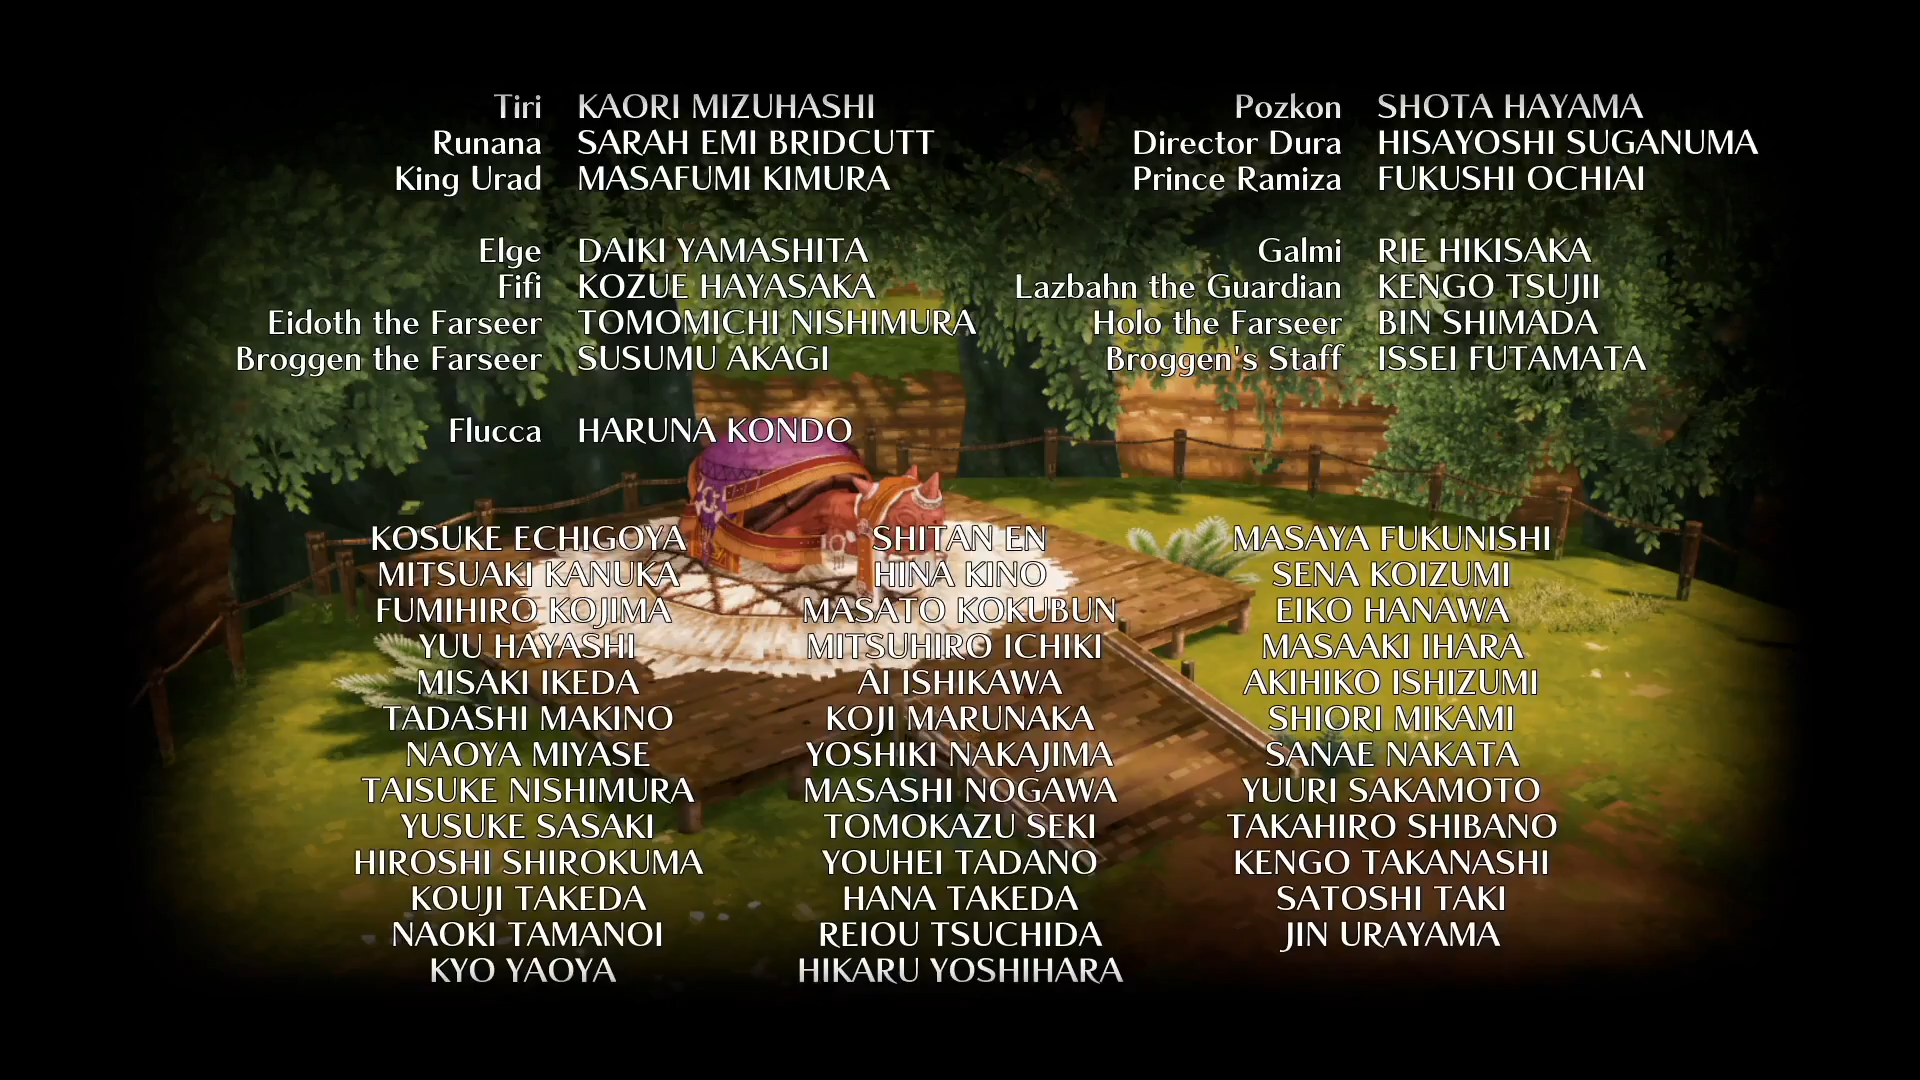 Tiri KAORI MIZUHASHI Pozkon SHOTA HAYAMA
Runana SARAH EMI BRIDCUTT Director Dura HISAYOSHI SUGANUMA
King Urad MASAFUMI KIMURA Prince Ramiza FUKUSHI OCHIAI
Elge DAIKI YAMASHITA Galmi RIE HIKISAKA
Fifi KOZUE HAYASAKA Lazbahn the Guardian KENGO TSUJII
Eidoth the Farseer TOMOMICHI NISHIMURA Holo the Farseer BIN SHIMADA
Broggen the Farseer SUSUMU AKAGI Broggen's Staff ISSEI FUTAMATA
Flucca HARUNA KONDO
KOSUKE ECHIGOYA SHITAN EN MASAYA FUKUNISHI
MITSUAKI KANUKA HINA KINO SENA KOIZUMI
FUMIHIRO KOJIMA MASATO KOKUBUN EIKO HANAWA
YUU HAYASHI MITSUHIRO ICHIKI MASAAKI IHARA
MISAKI IKEDA AI ISHIKAWA AKIHIKO ISHIZUMI
TADASHI MAKINO KOJI MARUNAKA SHIORI MIKAMI
NAOYA MIYASE YOSHIKI NAKAJIMA SANAE NAKATA
TAISUKE NISHIMURA MASASHI NOGAWA YUURI SAKAMOTO
YUSUKE SASAKI TOMOKAZU SEKI TAKAHIRO SHIBANO
HIROSHI SHIROKUMA YOUHEI TADANO KENGO TAKANASHI
KOUJI TAKEDA HANA TAKEDA SATOSHI TAKI
NAOKI TAMANOI REIOU TSUCHIDA JIN URAYAMA
KYO YAOYA HIKARU YOSHIHARA